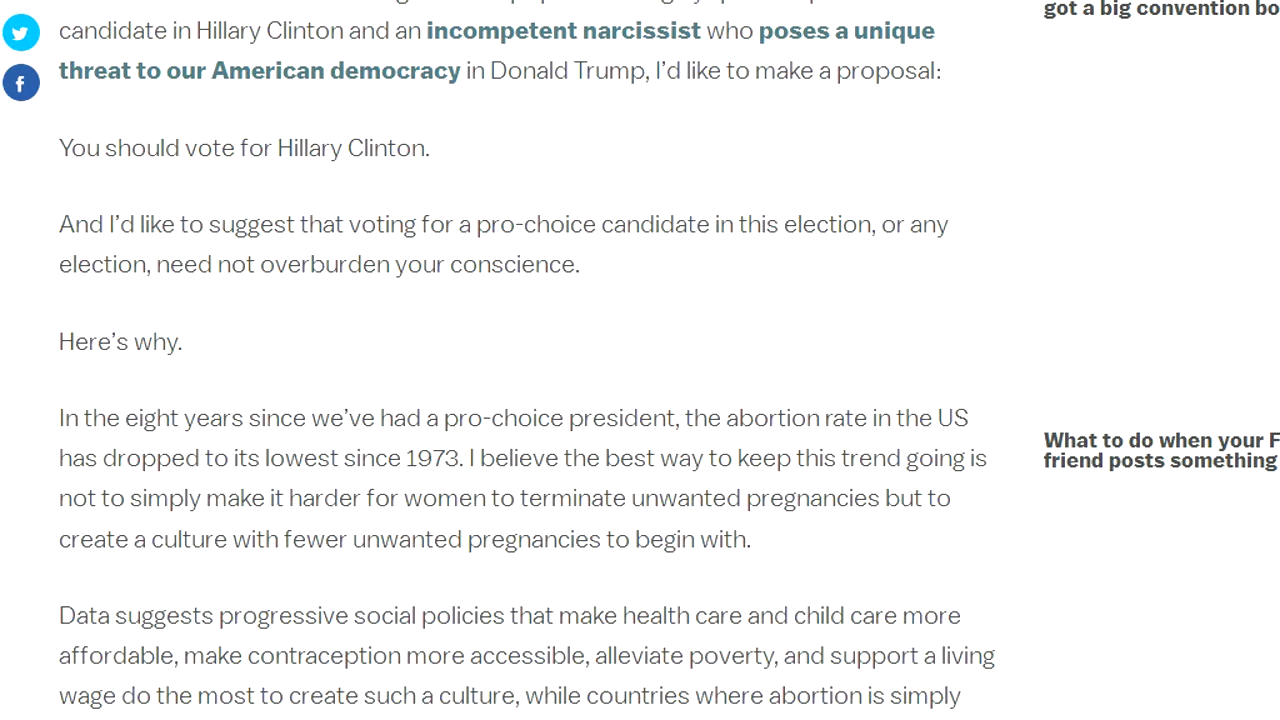 candidate in Hillary Clinton and an incompetent narcissist who poses a unique
threat to our American democracy in Donald Trump, I’d like to make a proposal:
You should vote for Hillary Clinton.
And I’d like to suggest that voting for a pro-choice candidate in this election, or any
election, need not overburden your conscience.
Here’s why.
In the eight years since we’ve had a pro-choice president, the abortion rate in the US
has dropped to its lowest since 1973. I believe the best way to keep this trend going is
not to simply make it harder for women to terminate unwanted pregnancies but to
create a culture with fewer unwanted pregnancies to begin with.
Data suggests progressive social policies that make health care and child care more
affordable, make contraception more accessible, alleviate poverty, and support a living
wage do the most to create such a culture, while countries where abortion is simply
got a big convention bo
What to do when your F
friend posts something